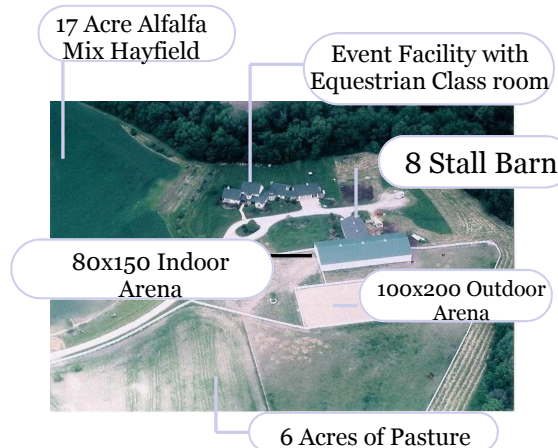 17 Acre Alfalfa
Mix Hayfield
Event Facility with
Equestrian Class room
8 Stall Barn
80x150 Indoor
Arena
100x200 Outdoor
Arena
6 Acres of Pasture